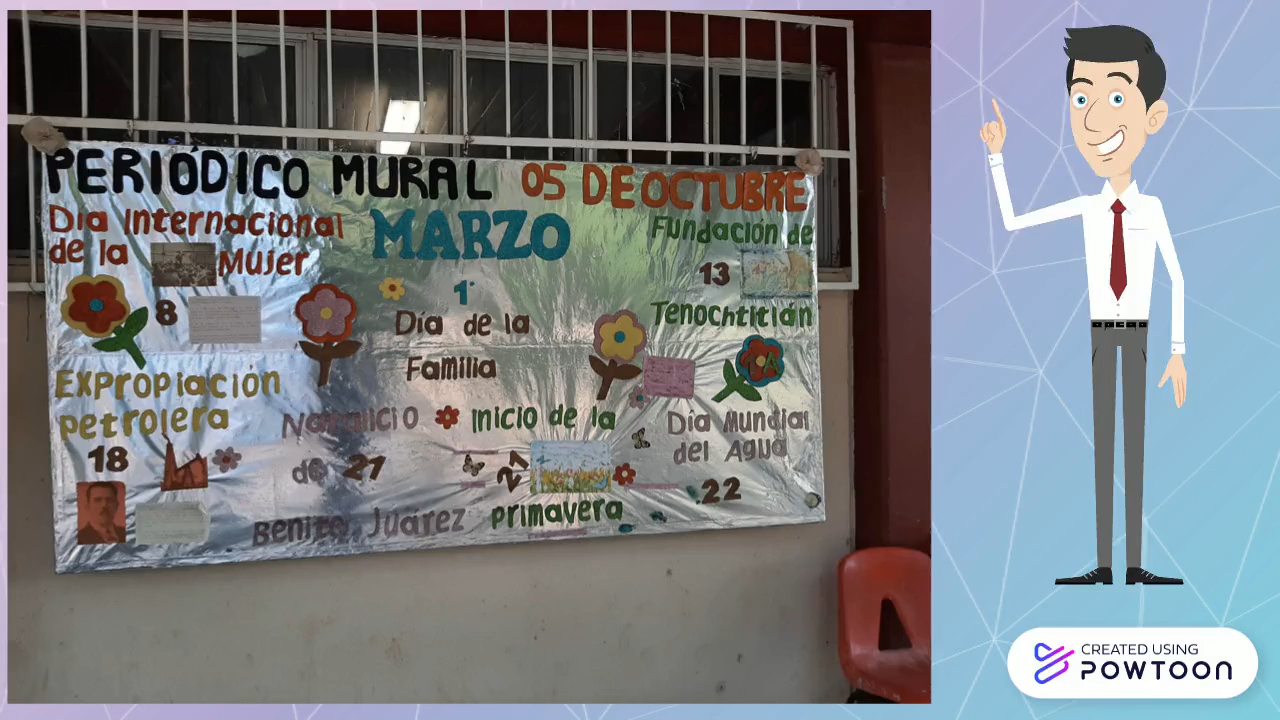 PERIÓDICO MURAL 05 DE OCTUBRE
MARZO
Día Internacional
de la Mujer
8
1°
Día de la
Familia
Fundación de
13
Tenochtitlán
Expropiación
petrolera
18
Natalicio
de 21
Benito Juárez
Inicio de la
21
primavera
Día Mundial
del Agua
22
CREATED USING
POWTOON